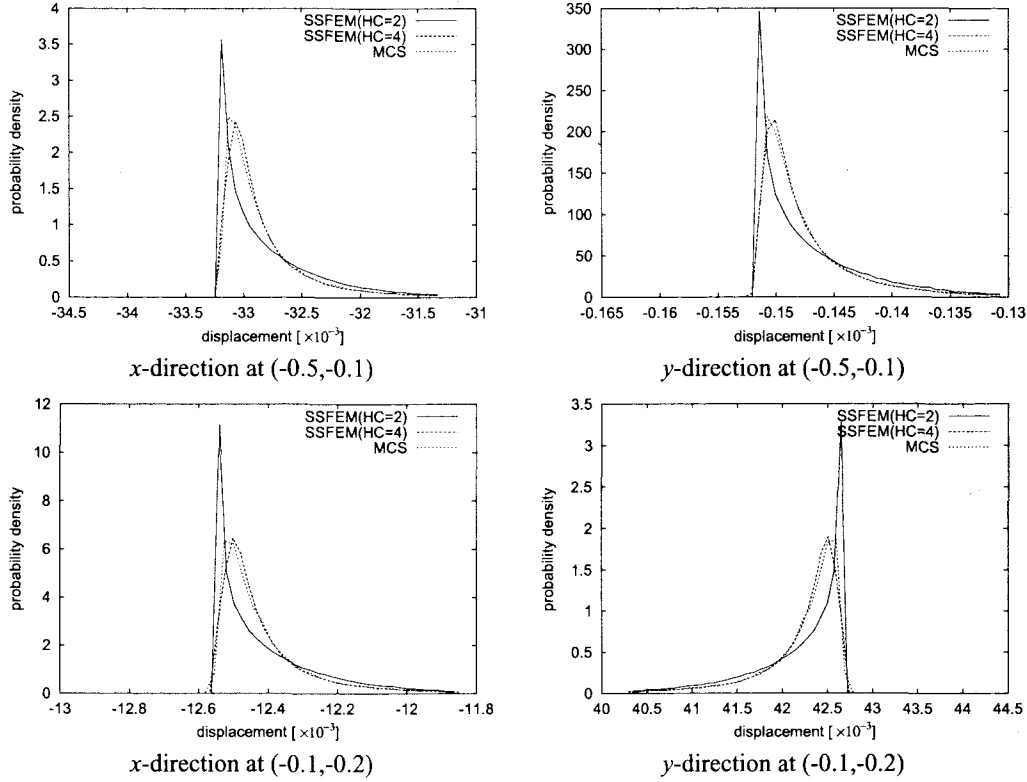 SSFEM(HC=2)
SSFEM(HC=4)
MCS
4
3.5
3
2.5
2
1.5
1
0.5
0
probability density
-34.5 -34 -33.5 -33 -32.5 -32 -31.5 -31
displacement [ ×10⁻³]
x-direction at (-0.5,-0.1)
SSFEM(HC=2)
SSFEM(HC=4)
MCS
350
300
250
200
150
100
50
0
probability density
-0.165 -0.16 -0.155 -0.15 -0.145 -0.14 -0.135 -0.13
displacement [ ×10⁻³]
y-direction at (-0.5,-0.1)
SSFEM(HC=2)
SSFEM(HC=4)
MCS
12
10
8
6
4
2
0
probability density
-13 -12.8 -12.6 -12.4 -12.2 -12 -11.8
displacement [ ×10⁻³]
x-direction at (-0.1,-0.2)
SSFEM(HC=2)
SSFEM(HC=4)
MCS
3.5
3
2.5
2
1.5
1
0.5
0
probability density
40 40.5 41 41.5 42 42.5 43 43.5 44 44.5
displacement [ ×10⁻³]
y-direction at (-0.1,-0.2)